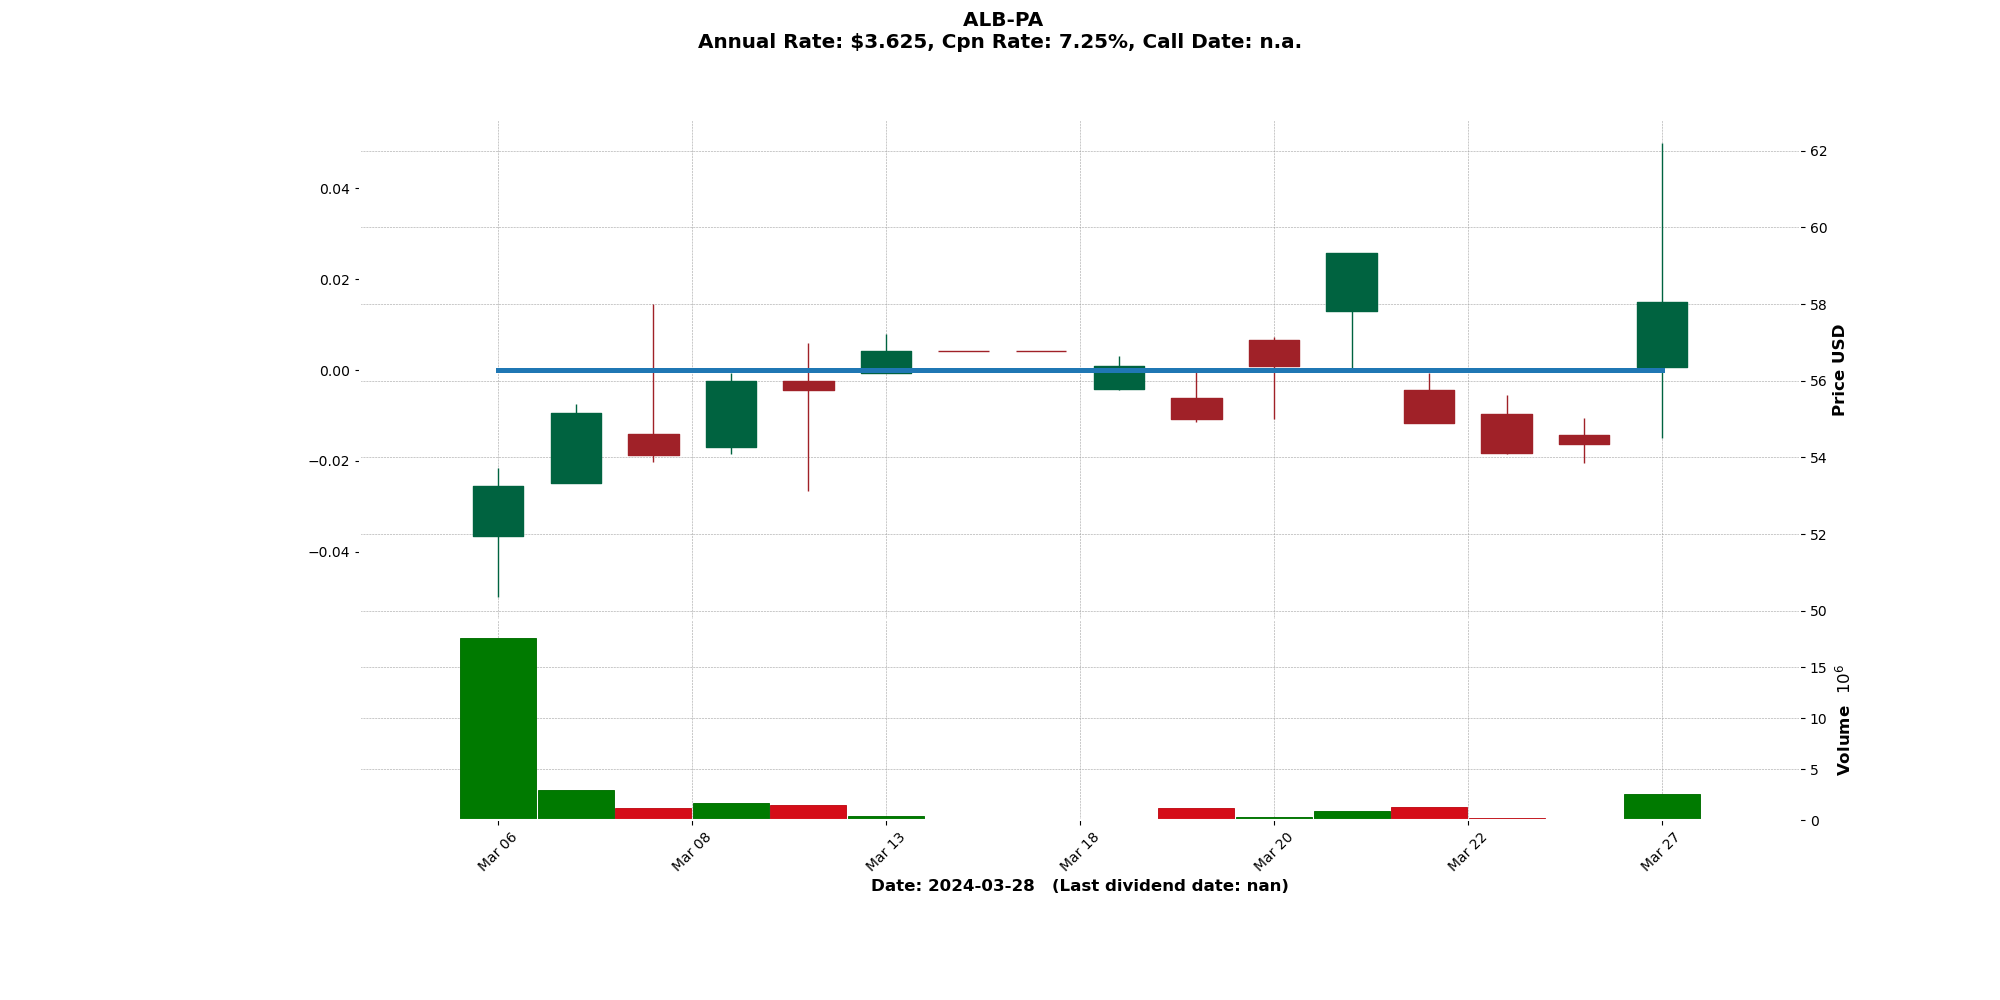 ALB-PA
Annual Rate: $3.625, Cpn Rate: 7.25%, Call Date: n.a.
0.04
0.02
0.00
−0.02
−0.04
62
60
58
56
54
52
50
Price USD
15
10
5
0
Volume 10⁶
Mar 06
Mar 08
Mar 13
Mar 18
Mar 20
Mar 22
Mar 27
Date: 2024-03-28 (Last dividend date: nan)